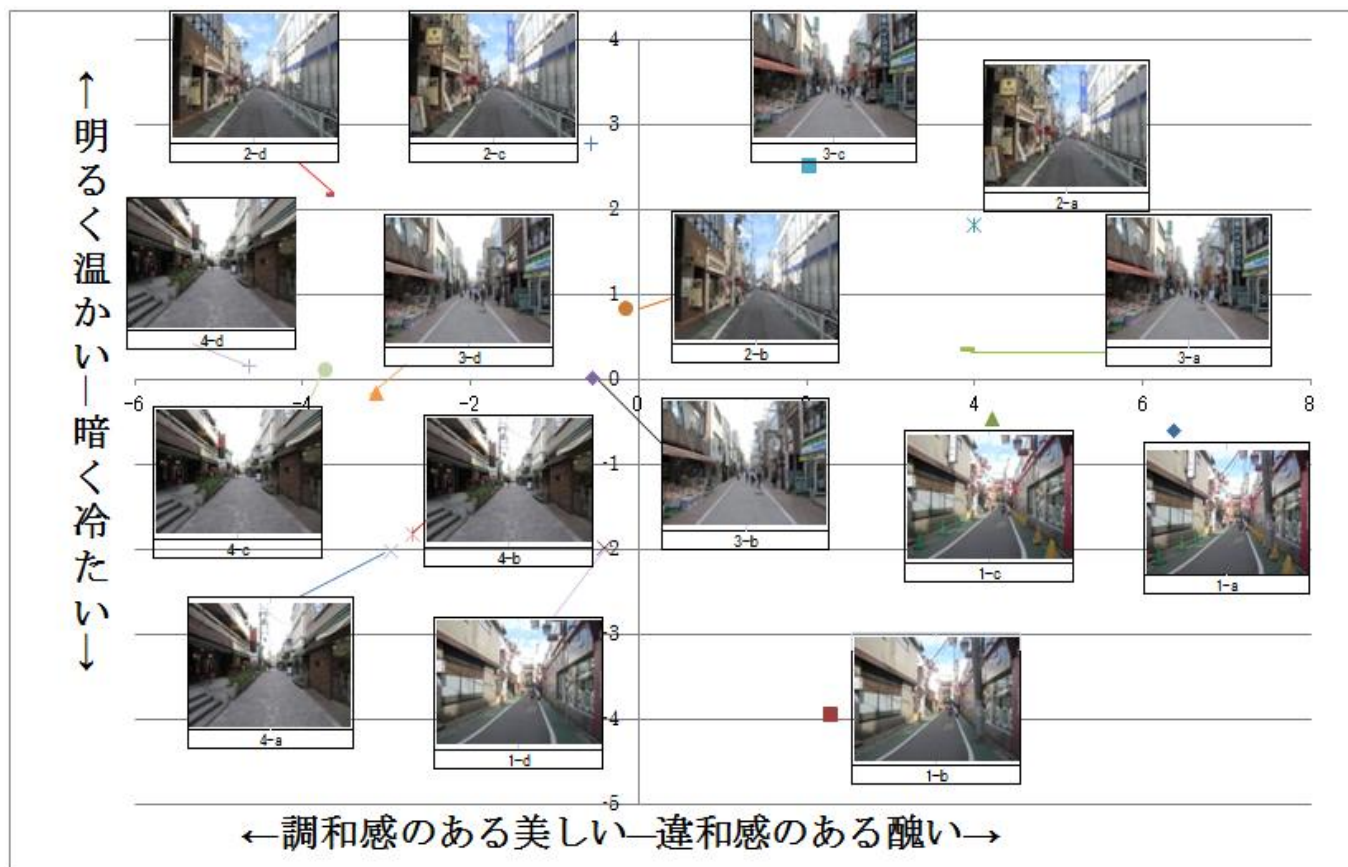 4
3
2
1
0
-1
-2
-3
-4
-5
-6
-4
-2
0
2
4
6
8
←明るく温かい―暗く冷たい→
←調和感のある美しい―違和感のある醜い→
2-d
2-c
3-c
2-a
4-d
3-d
2-b
3-a
4-c
4-b
3-b
1-c
1-a
4-a
1-d
1-b